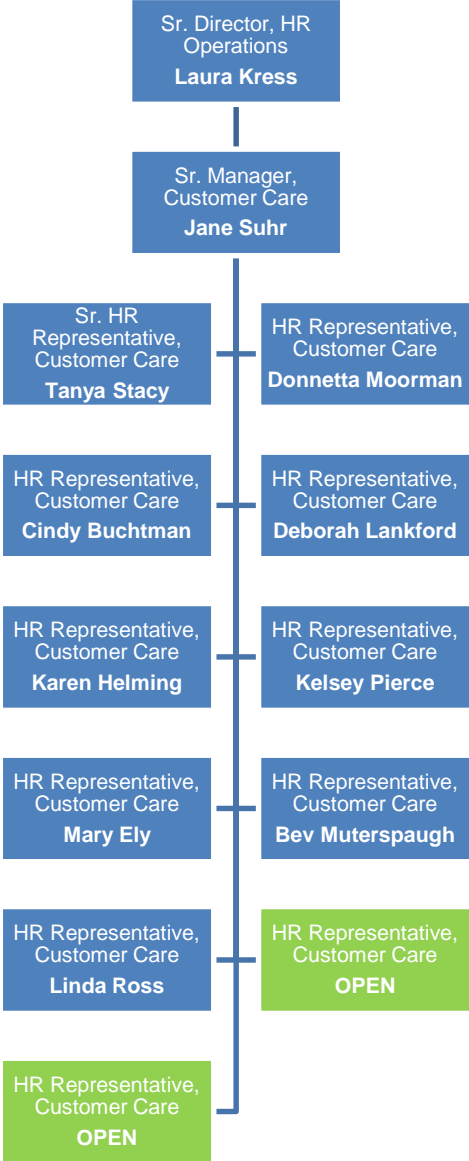 Sr. Director, HR
Operations
Laura Kress
Sr. Manager,
Customer Care
Jane Suhr
Sr. HR
Representative,
Customer Care
Tanya Stacy
HR Representative,
Customer Care
Donnetta Moorman
HR Representative,
Customer Care
Cindy Buchtman
HR Representative,
Customer Care
Deborah Lankford
HR Representative,
Customer Care
Karen Helming
HR Representative,
Customer Care
Kelsey Pierce
HR Representative,
Customer Care
Mary Ely
HR Representative,
Customer Care
Bev Muterspaugh
HR Representative,
Customer Care
Linda Ross
HR Representative,
Customer Care
OPEN
HR Representative,
Customer Care
OPEN